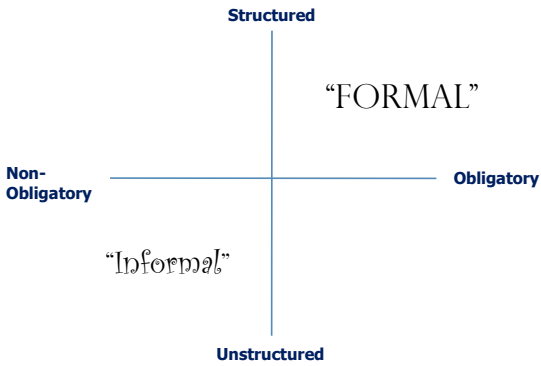 Structured
“FORMAL”
Non-
Obligatory
Obligatory
“Informal”
Unstructured